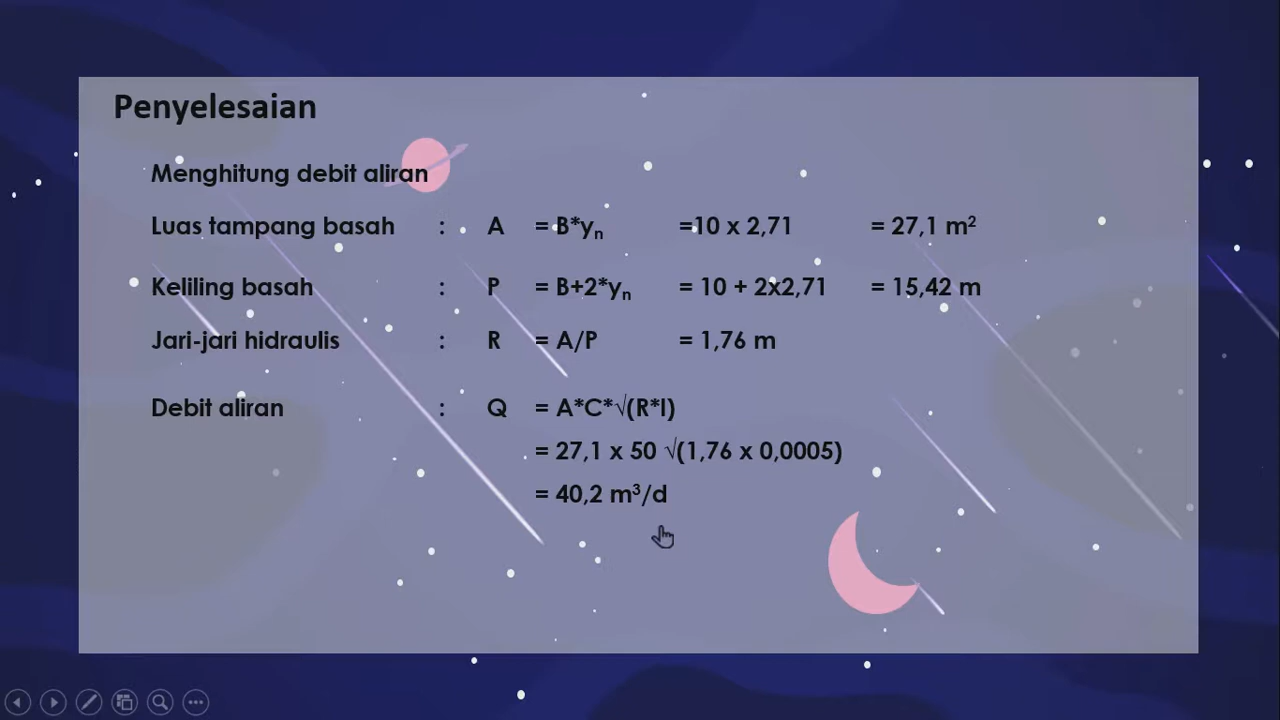 Penyelesaian
Menghitung debit aliran
Luas tampang basah : A = B*yₙ =10 x 2,71 = 27,1 m²
Keliling basah : P = B+2*yₙ = 10 + 2x2,71 = 15,42 m
Jari-jari hidraulis : R = A/P = 1,76 m
Debit aliran : Q = A*C*√(R*I)
= 27,1 x 50 √(1,76 x 0,0005)
= 40,2 m³/d